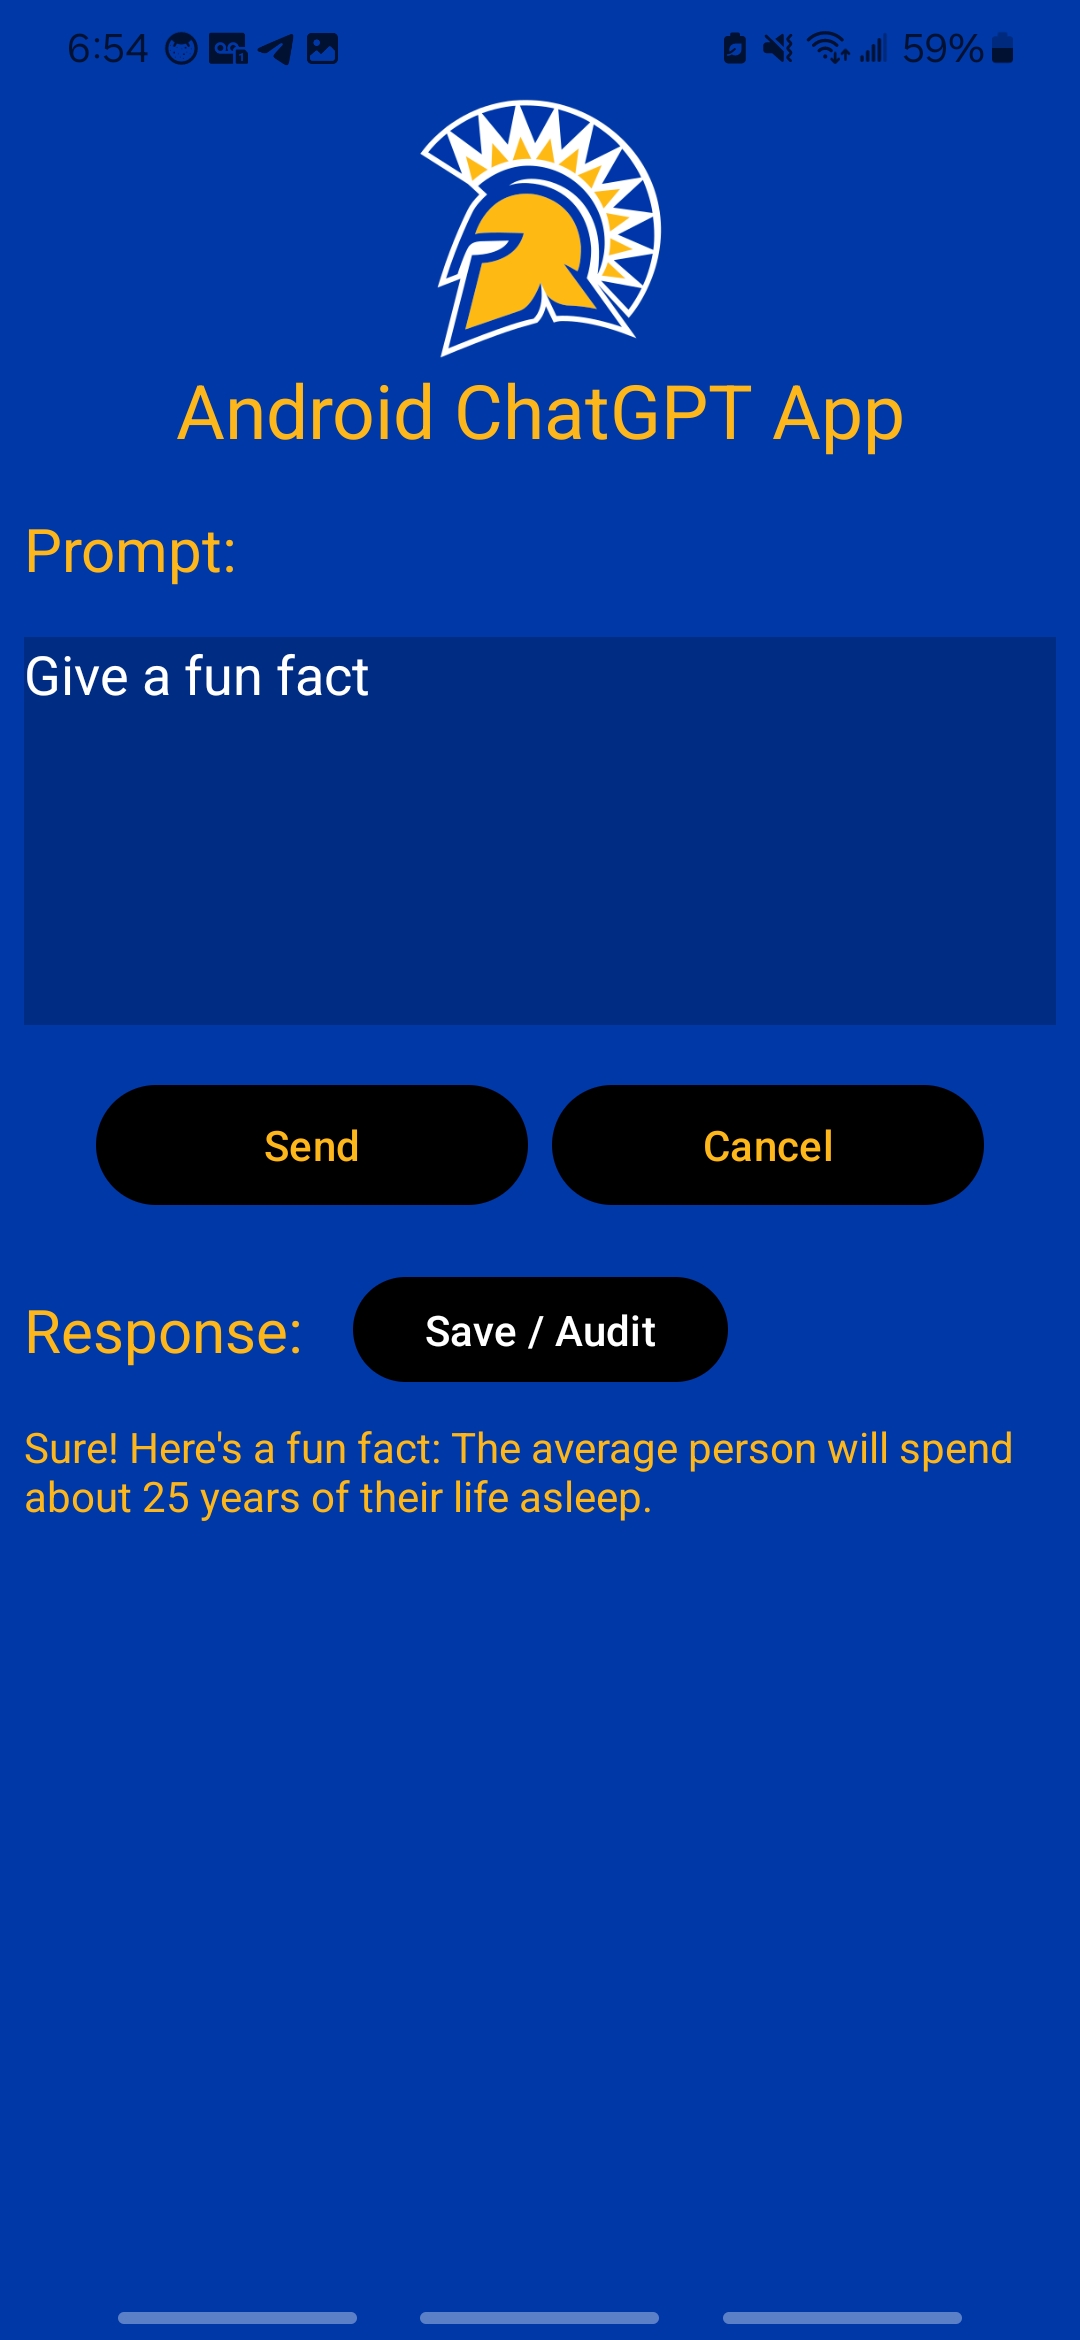 6:54 59%
Android ChatGPT App
Prompt:
Give a fun fact
Send Cancel
Response: Save / Audit
Sure! Here's a fun fact: The average person will spend
about 25 years of their life asleep.